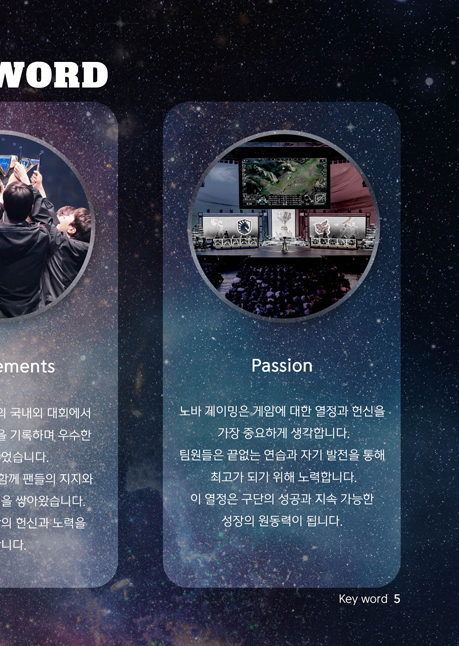 WORD
ements
의 국내외 대회에서
을 기록하며 우수한
었습니다.
함께 팬들의 지지와
을 쌓아왔습니다.
의 헌신과 노력을
니다.
Passion
노바 게이밍은 게임에 대한 열정과 헌신을
가장 중요하게 생각합니다.
팀원들은 끝없는 연습과 자기 발전을 통해
최고가 되기 위해 노력합니다.
이 열정은 구단의 성공과 지속 가능한
성장의 원동력이 됩니다.
Key word 5